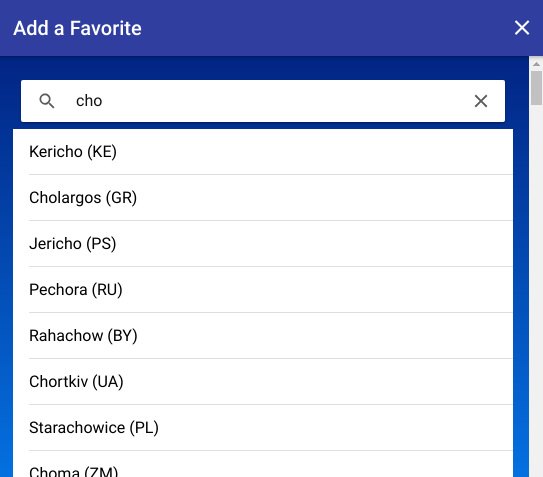 Add a Favorite
cho
Kericho (KE)
Cholargos (GR)
Jericho (PS)
Pechora (RU)
Rahachow (BY)
Chortkiv (UA)
Starachowice (PL)
Choma (ZM)